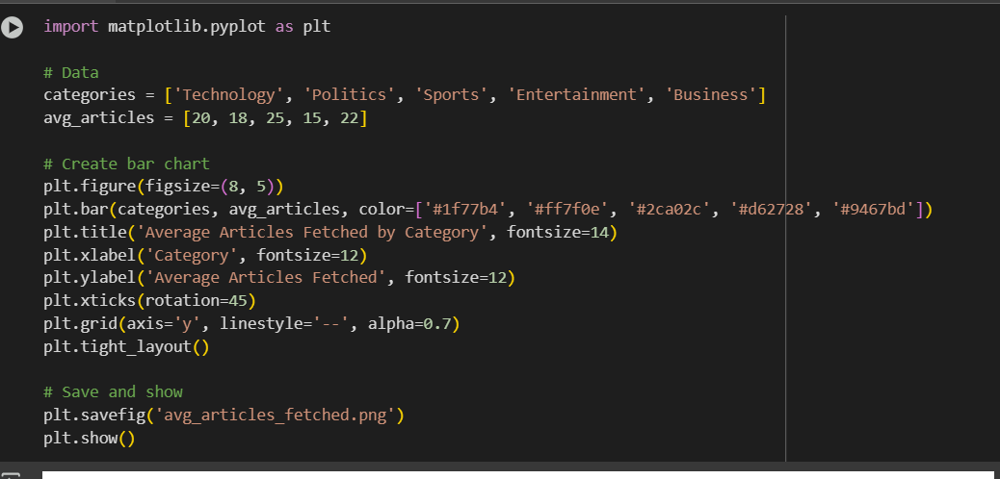 import matplotlib.pyplot as plt
# Data
categories = ['Technology', 'Politics', 'Sports', 'Entertainment', 'Business']
avg_articles = [20, 18, 25, 15, 22]
# Create bar chart
plt.figure(figsize=(8, 5))
plt.bar(categories, avg_articles, color=['#1f77b4', '#ff7f0e', '#2ca02c', '#d62728', '#9467bd'])
plt.title('Average Articles Fetched by Category', fontsize=14)
plt.xlabel('Category', fontsize=12)
plt.ylabel('Average Articles Fetched', fontsize=12)
plt.xticks(rotation=45)
plt.grid(axis='y', linestyle='--', alpha=0.7)
plt.tight_layout()
# Save and show
plt.savefig('avg_articles_fetched.png')
plt.show()